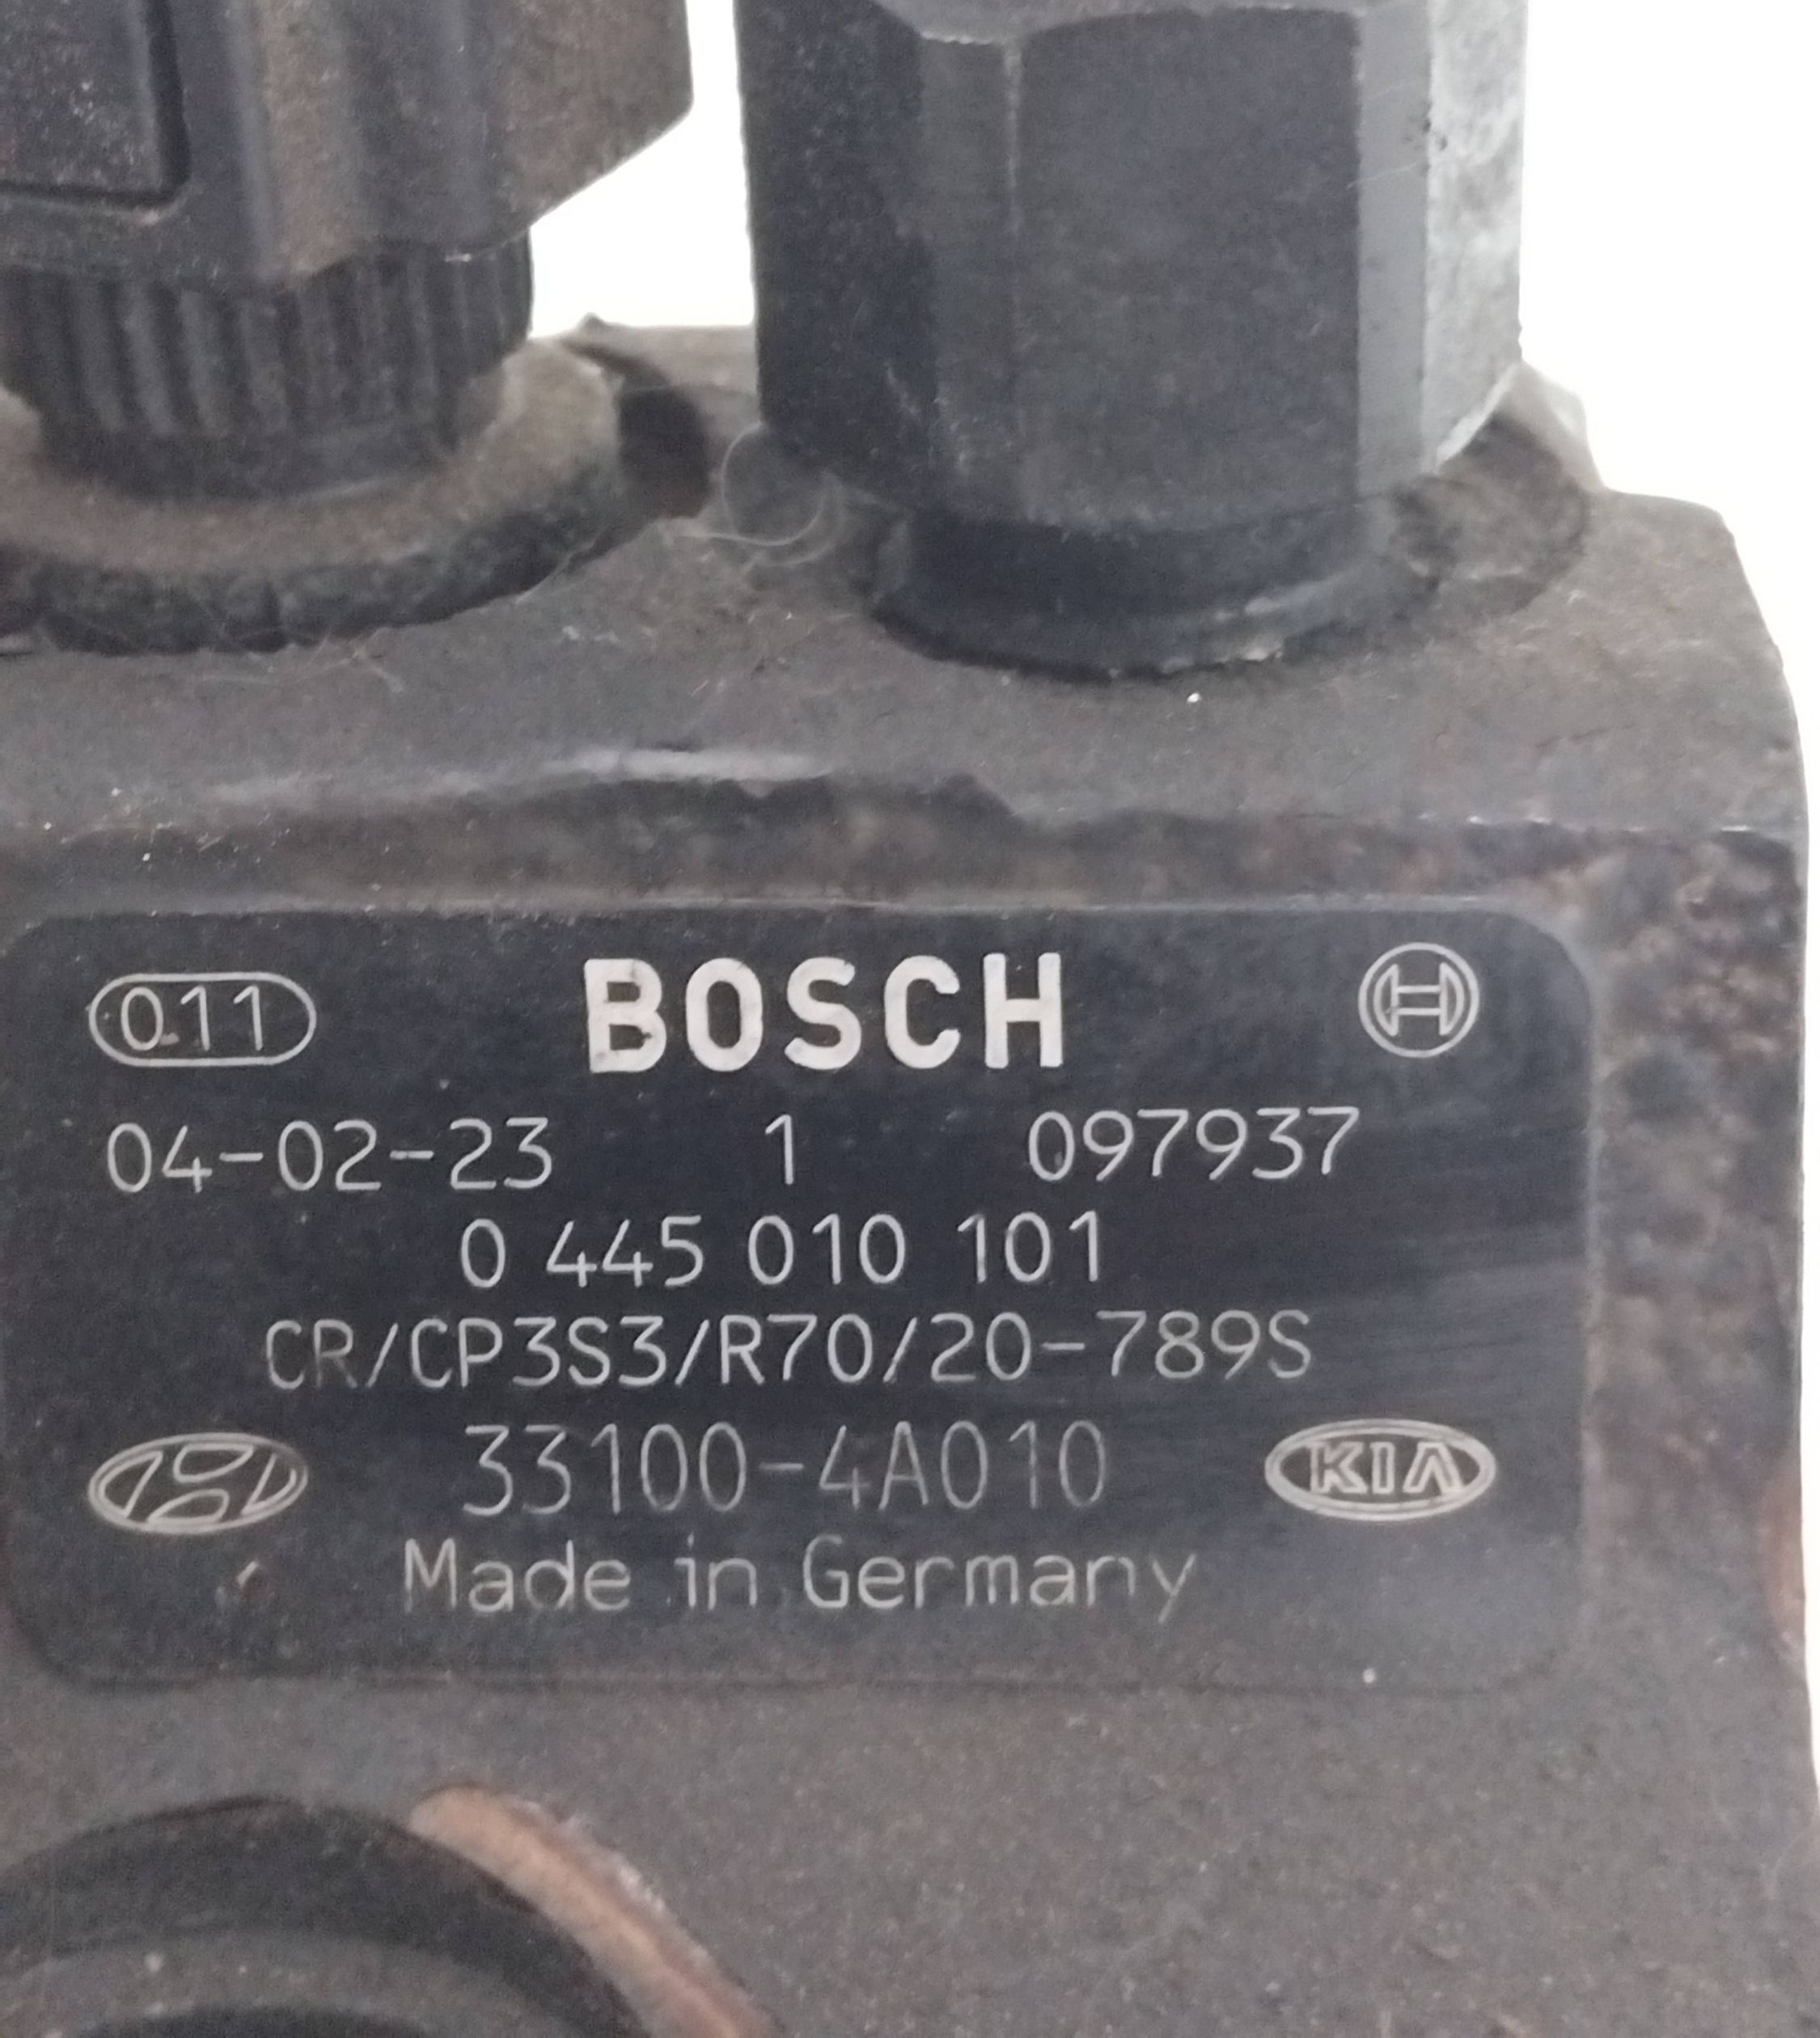 011 BOSCH
04-02-23 1 097937
0 445 010 101
CR/CP3S3/R70/20-789S
33100-4A010 KIA
Made in Germany